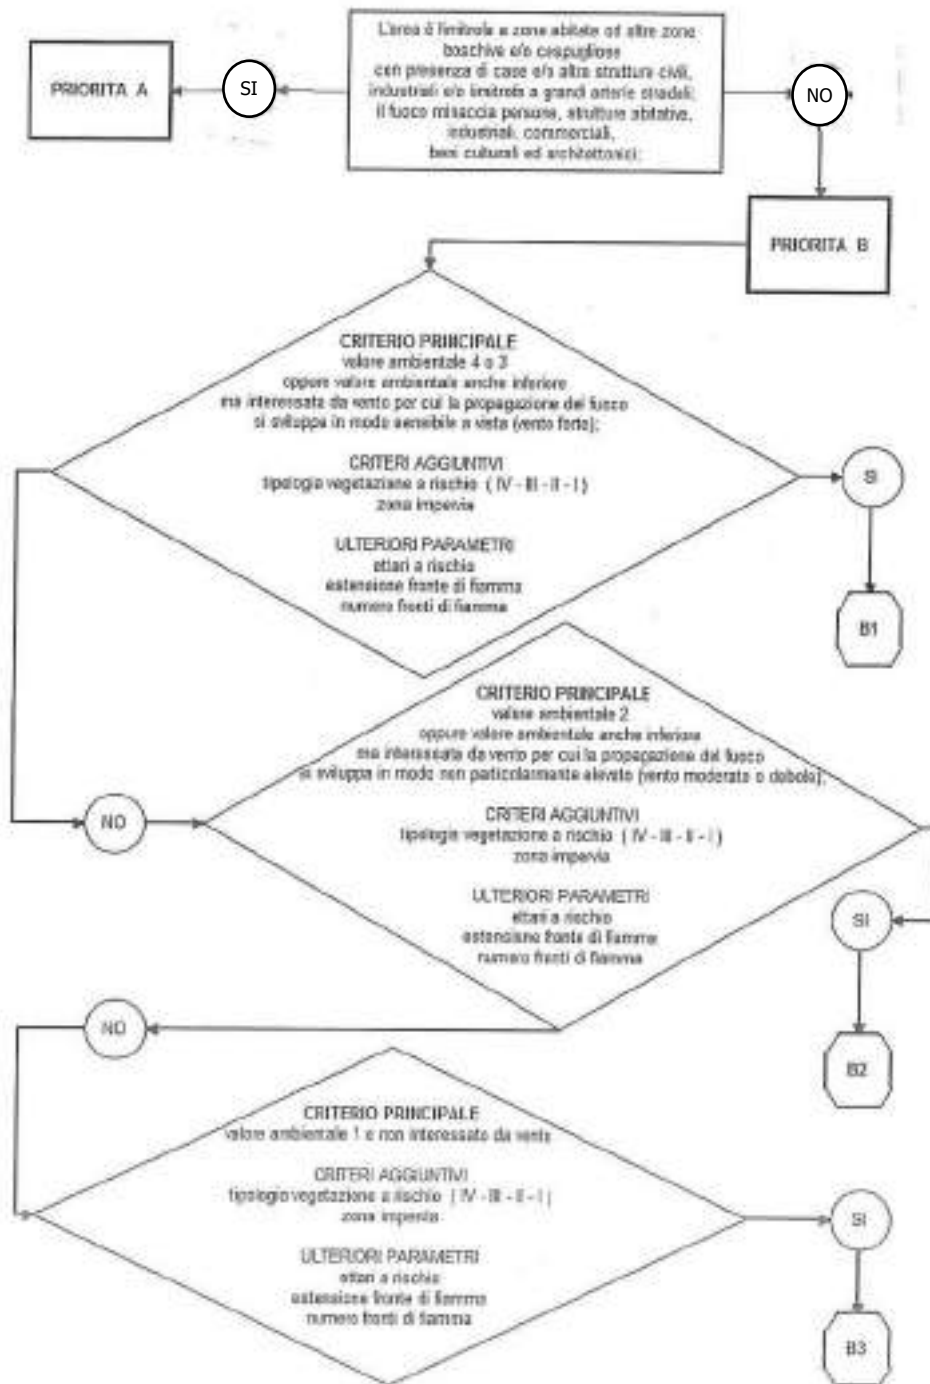 L'area è limitrofa a zone abitate od altre zone
boschive e/o cespugliose
con presenza di case e/o altre strutture civili,
industriali e/o limitrofa a grandi arterie stradali;
il fuoco minaccia persone, strutture abitative,
industriali, commerciali,
beni culturali ed architettonici;
PRIORITA A
SI
NO
PRIORITA B
CRITERIO PRINCIPALE
valore ambientale 4 o 3
oppure valore ambientale anche inferiore
ma interessata da vento per cui la propagazione del fuoco
si sviluppa in modo sensibile a vista (vento forte);
CRITERI AGGIUNTIVI
tipologia vegetazione a rischio ( IV - III - II - I )
zona impervia
ULTERIORI PARAMETRI
ettari a rischio
estensione fronte di fiamma
numero fronti di fiamma
SI
B1
CRITERIO PRINCIPALE
valore ambientale 2
oppure valore ambientale anche inferiore
ma interessata da vento per cui la propagazione del fuoco
si sviluppa in modo non particolarmente elevato (vento moderato o debole);
CRITERI AGGIUNTIVI
tipologia vegetazione a rischio ( IV - III - II - I )
zona impervia
ULTERIORI PARAMETRI
ettari a rischio
estensione fronte di fiamma
numero fronti di fiamma
NO
SI
B2
NO
CRITERIO PRINCIPALE
valore ambientale 1 e non interessato da vento
CRITERI AGGIUNTIVI
tipologia vegetazione a rischio ( IV - III - II - I )
zona impervia
ULTERIORI PARAMETRI
ettari a rischio
estensione fronte di fiamma
numero fronti di fiamma
SI
B3